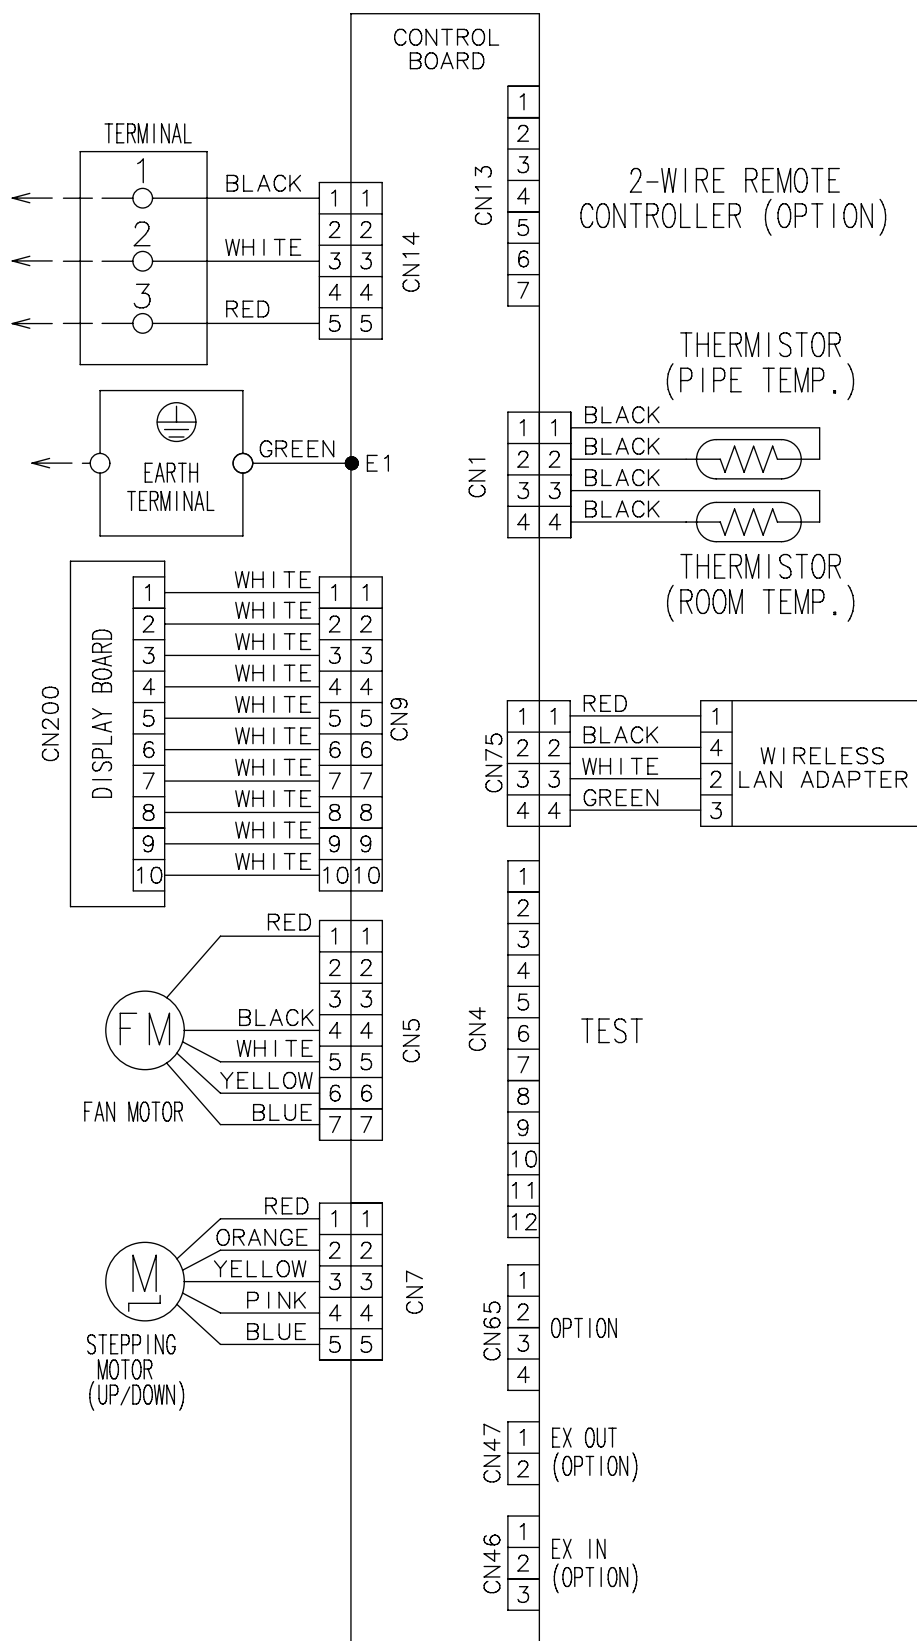 CONTROL
BOARD
TERMINAL
1 BLACK 1 1
2 2
2 WHITE 3 3
4 4
3 RED 5 5
CN14
EARTH
TERMINAL
GREEN E1
CN200
DISPLAY BOARD
1 WHITE 1 1
2 WHITE 2 2
3 WHITE 3 3
4 WHITE 4 4
5 WHITE 5 5
6 WHITE 6 6
7 WHITE 7 7
8 WHITE 8 8
9 WHITE 9 9
10 WHITE 10 10
CN9
FM
FAN MOTOR
RED 1 1
2 2
3 3
BLACK 4 4
WHITE 5 5
YELLOW 6 6
BLUE 7 7
CN5
M
STEPPING
MOTOR
(UP/DOWN)
RED 1 1
ORANGE 2 2
YELLOW 3 3
PINK 4 4
BLUE 5 5
CN7
CN13
1
2
3
4
5
6
7
2-WIRE REMOTE
CONTROLLER (OPTION)
THERMISTOR
(PIPE TEMP.)
CN1
1 1 BLACK
2 2 BLACK
3 3 BLACK
4 4 BLACK
THERMISTOR
(ROOM TEMP.)
CN75
1 1 RED 1
2 2 BLACK 4
3 3 WHITE 2
4 4 GREEN 3
WIRELESS
LAN ADAPTER
CN4
1
2
3
4
5
6
7
8
9
10
11
12
TEST
CN65
1
2
3
4
OPTION
CN47
1
2
EX OUT
(OPTION)
CN46
1
2
3
EX IN
(OPTION)